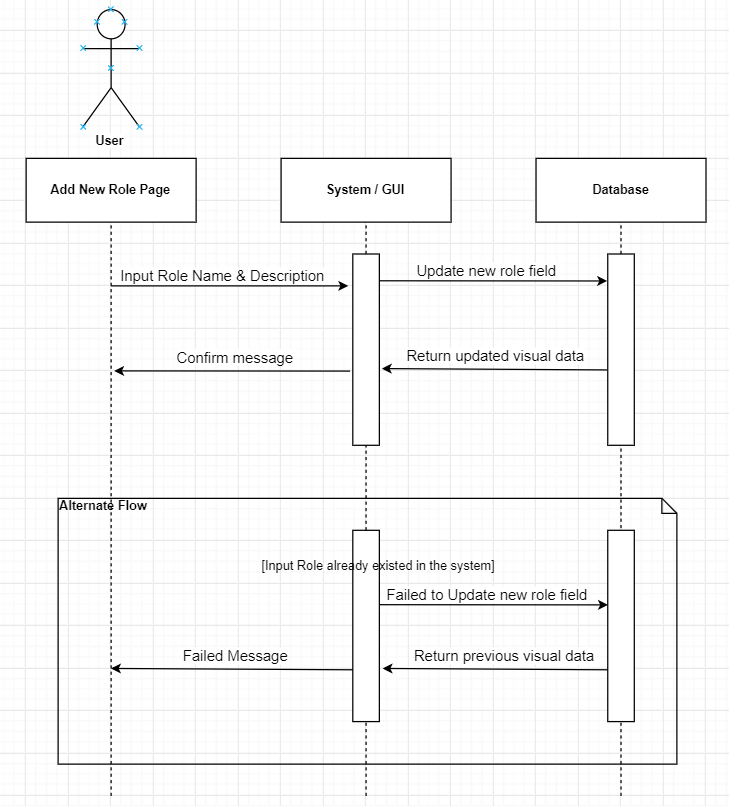 User
Add New Role Page
System / GUI
Database
Input Role Name & Description
Update new role field
Confirm message
Return updated visual data
Alternate Flow
[Input Role already existed in the system]
Failed to Update new role field
Failed Message
Return previous visual data